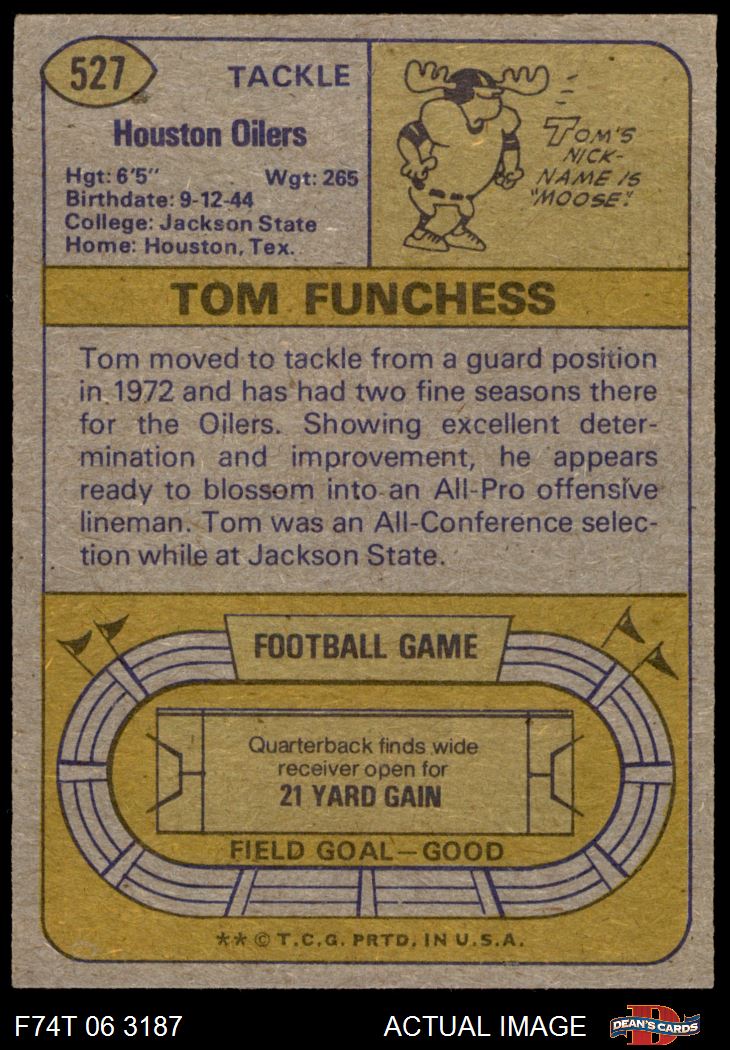 527
TACKLE
Houston Oilers
Hgt: 6'5" Wgt: 265
Birthdate: 9-12-44
College: Jackson State
Home: Houston, Tex.
TOM'S
NICK-
NAME IS
"MOOSE".
TOM FUNCHESS
Tom moved to tackle from a guard position
in 1972 and has had two fine seasons there
for the Oilers. Showing excellent deter-
mination and improvement, he appears
ready to blossom into an All-Pro offensive
lineman. Tom was an All-Conference selec-
tion while at Jackson State.
FOOTBALL GAME
Quarterback finds wide
receiver open for
21 YARD GAIN
FIELD GOAL—GOOD
** © T.C.G. PRTD. IN U.S.A.
F74T 06 3187
ACTUAL IMAGE
D
DEAN'S CARDS